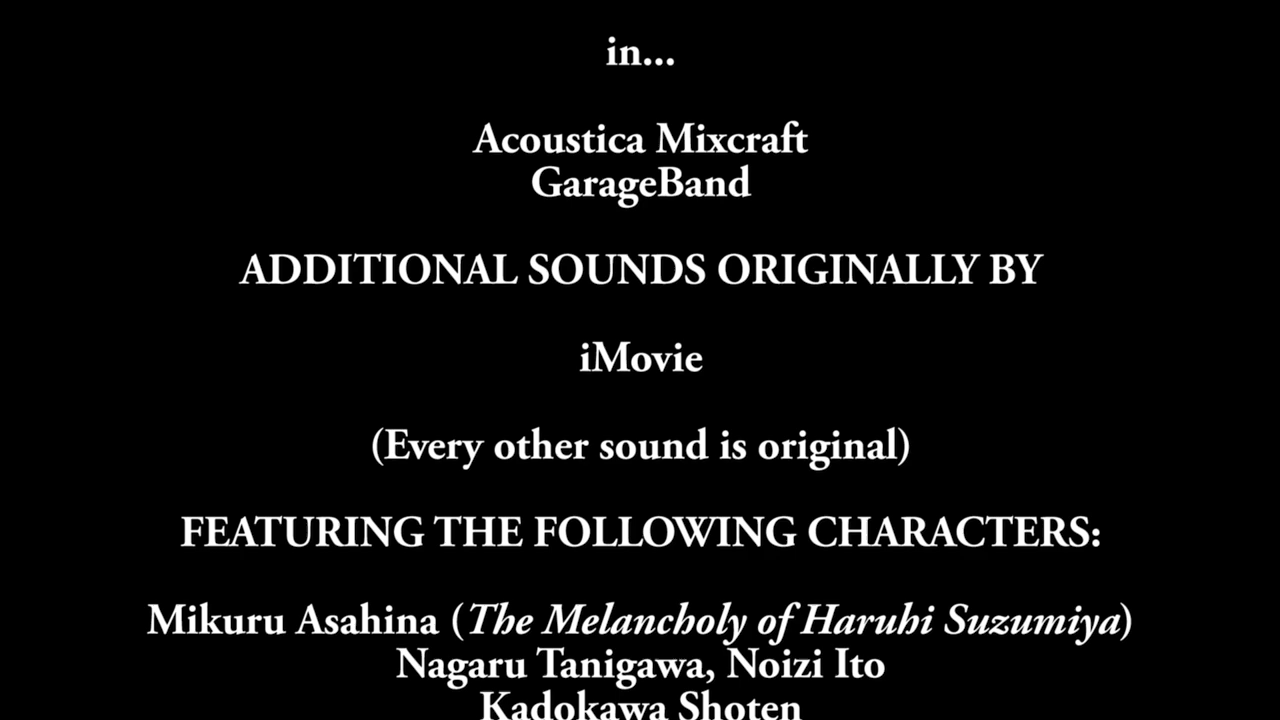 in...
Acoustica Mixcraft
GarageBand
ADDITIONAL SOUNDS ORIGINALLY BY
iMovie
(Every other sound is original)
FEATURING THE FOLLOWING CHARACTERS:
Mikuru Asahina (The Melancholy of Haruhi Suzumiya)
Nagaru Tanigawa, Noizi Ito
Kadokawa Shoten